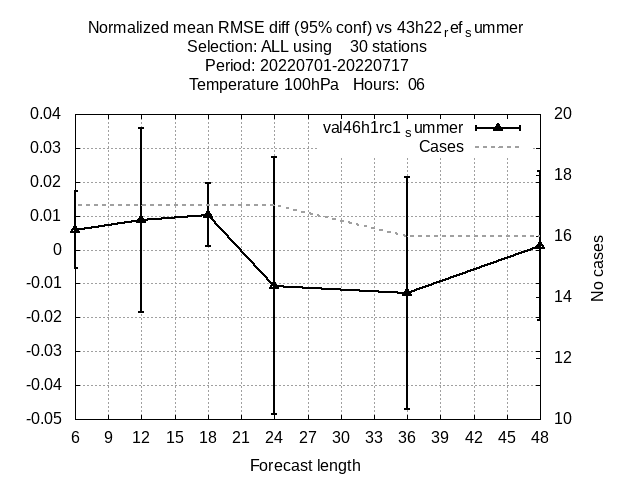 Normalized mean RMSE diff (95% conf) vs 43h22refsummer
Selection: ALL using 30 stations
Period: 20220701-20220717
Temperature 100hPa Hours: 06
val46h1rc1summer
Cases
0.04
0.03
0.02
0.01
0
-0.01
-0.02
-0.03
-0.04
-0.05
20
18
16
14
12
10
No cases
6 9 12 15 18 21 24 27 30 33 36 39 42 45 48
Forecast length